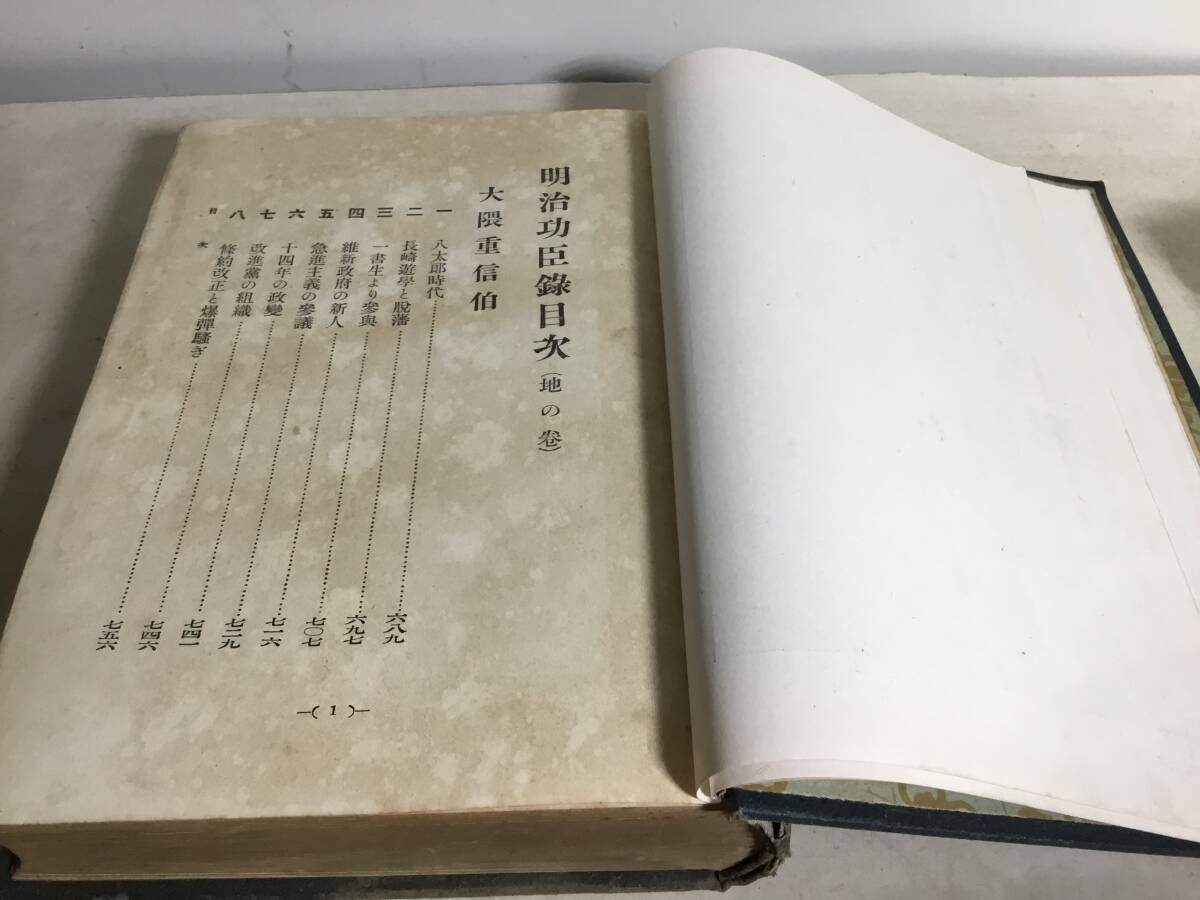 明治功臣錄目次(地の卷)
大隈重信伯
一 八太郎時代……六八九
二 長崎遊學と脫藩……六九七
三 一書生より參與……七〇七
四 維新政府の新人……七一六
五 急進主義の參議……七二九
六 十四年の政變……七四一
七 改進黨の組織……七四六
八 條約改正と爆彈騷ぎ……七五六
目次
—(1)—